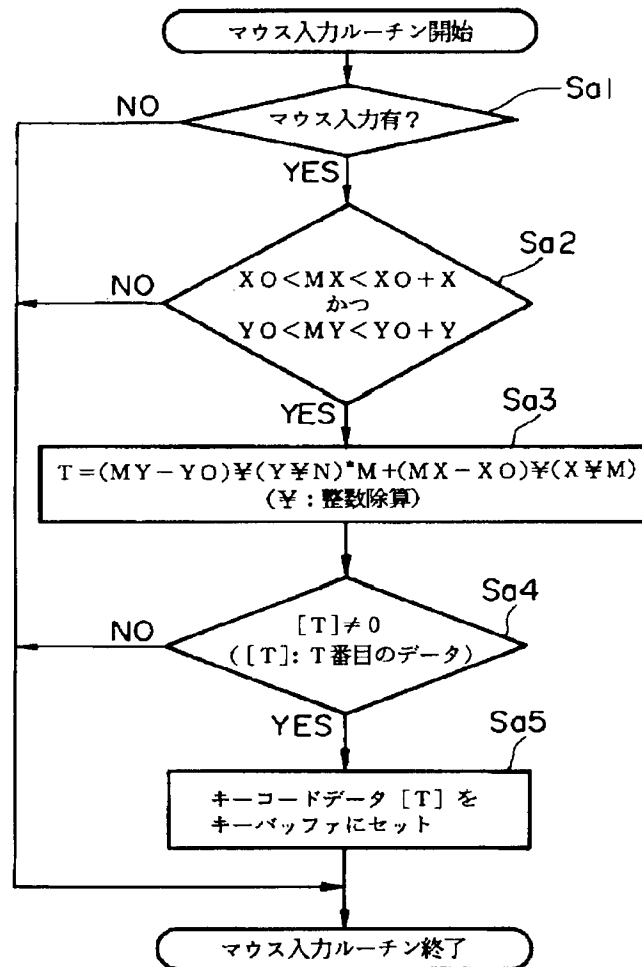 マウス入力ルーチン開始
Sa1
NO
マウス入力有?
YES
Sa2
NO
XO<MX<XO+X
かつ
YO<MY<YO+Y
YES
Sa3
T=(MY-YO)¥(Y¥N)*M+(MX-XO)¥(X¥M)
(¥:整数除算)
Sa4
NO
[T]≠0
([T]:T番目のデータ)
YES
Sa5
キーコードデータ[T]を
キーバッファにセット
マウス入力ルーチン終了